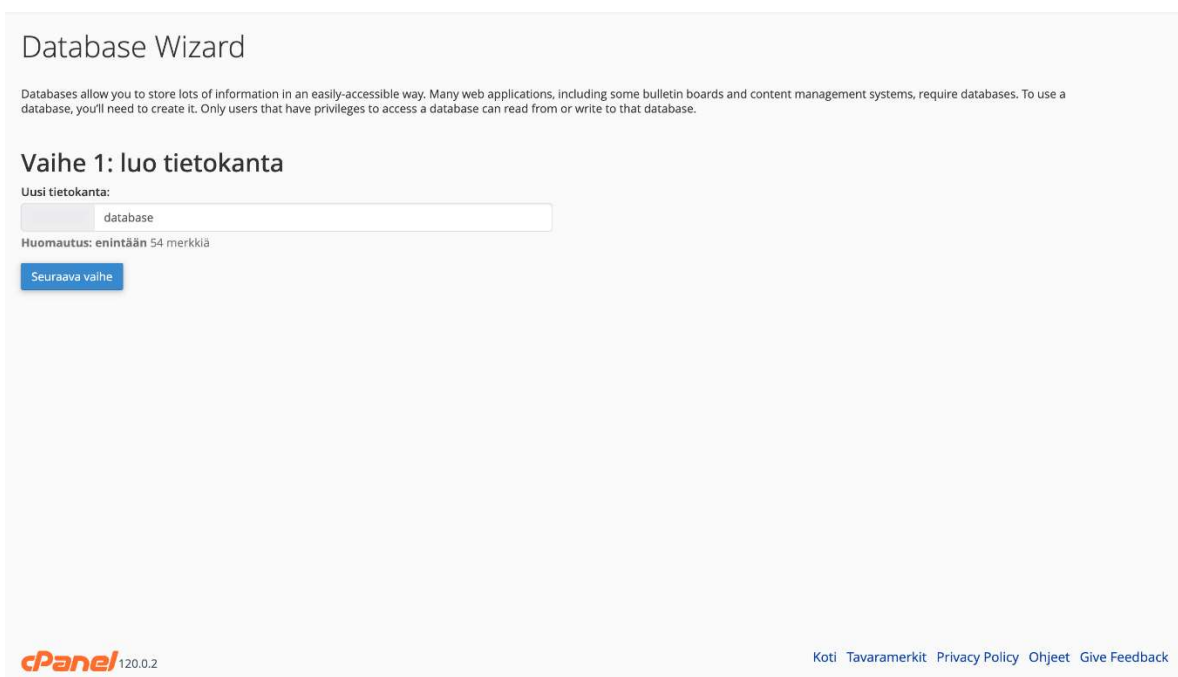 Database Wizard
Databases allow you to store lots of information in an easily-accessible way. Many web applications, including some bulletin boards and content management systems, require databases. To use a
database, you'll need to create it. Only users that have privileges to access a database can read from or write to that database.
Vaihe 1: luo tietokanta
Uusi tietokanta:
database
Huomautus: enintään 54 merkkiä
Seuraava vaihe
cPanel 120.0.2
Koti Tavaramerkit Privacy Policy Ohjeet Give Feedback